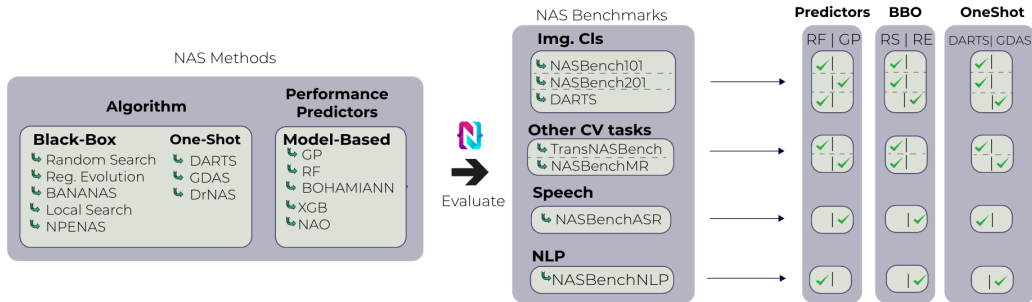 NAS Methods
Algorithm
Black-Box
Random Search
Reg. Evolution
BANANAS
Local Search
NPENAS
One-Shot
DARTS
GDAS
DrNAS
Performance
Predictors
Model-Based
GP
RF
BOHAMIANN
XGB
NAO
Evaluate
NAS Benchmarks
Img. Cls
NASBench101
NASBench201
DARTS
Other CV tasks
TransNASBench
NASBenchMR
Speech
NASBenchASR
NLP
NASBenchNLP
Predictors
RF | GP
BBO
RS | RE
OneShot
DARTS| GDAS